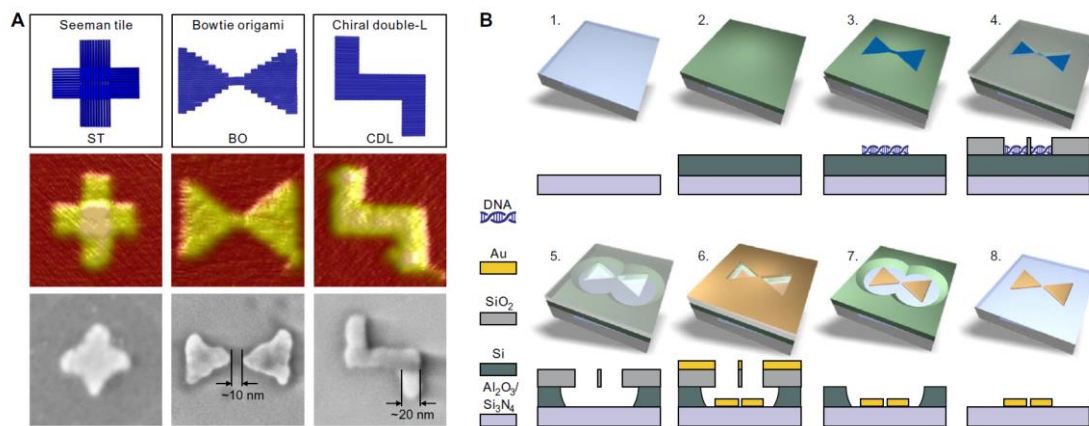 A
Seeman tile
ST
Bowtie origami
BO
Chiral double-L
CDL
~10 nm
~20 nm
B
1.
2.
3.
4.
DNA
Au
SiO₂
Si
Al₂O₃/
Si₃N₄
5.
6.
7.
8.